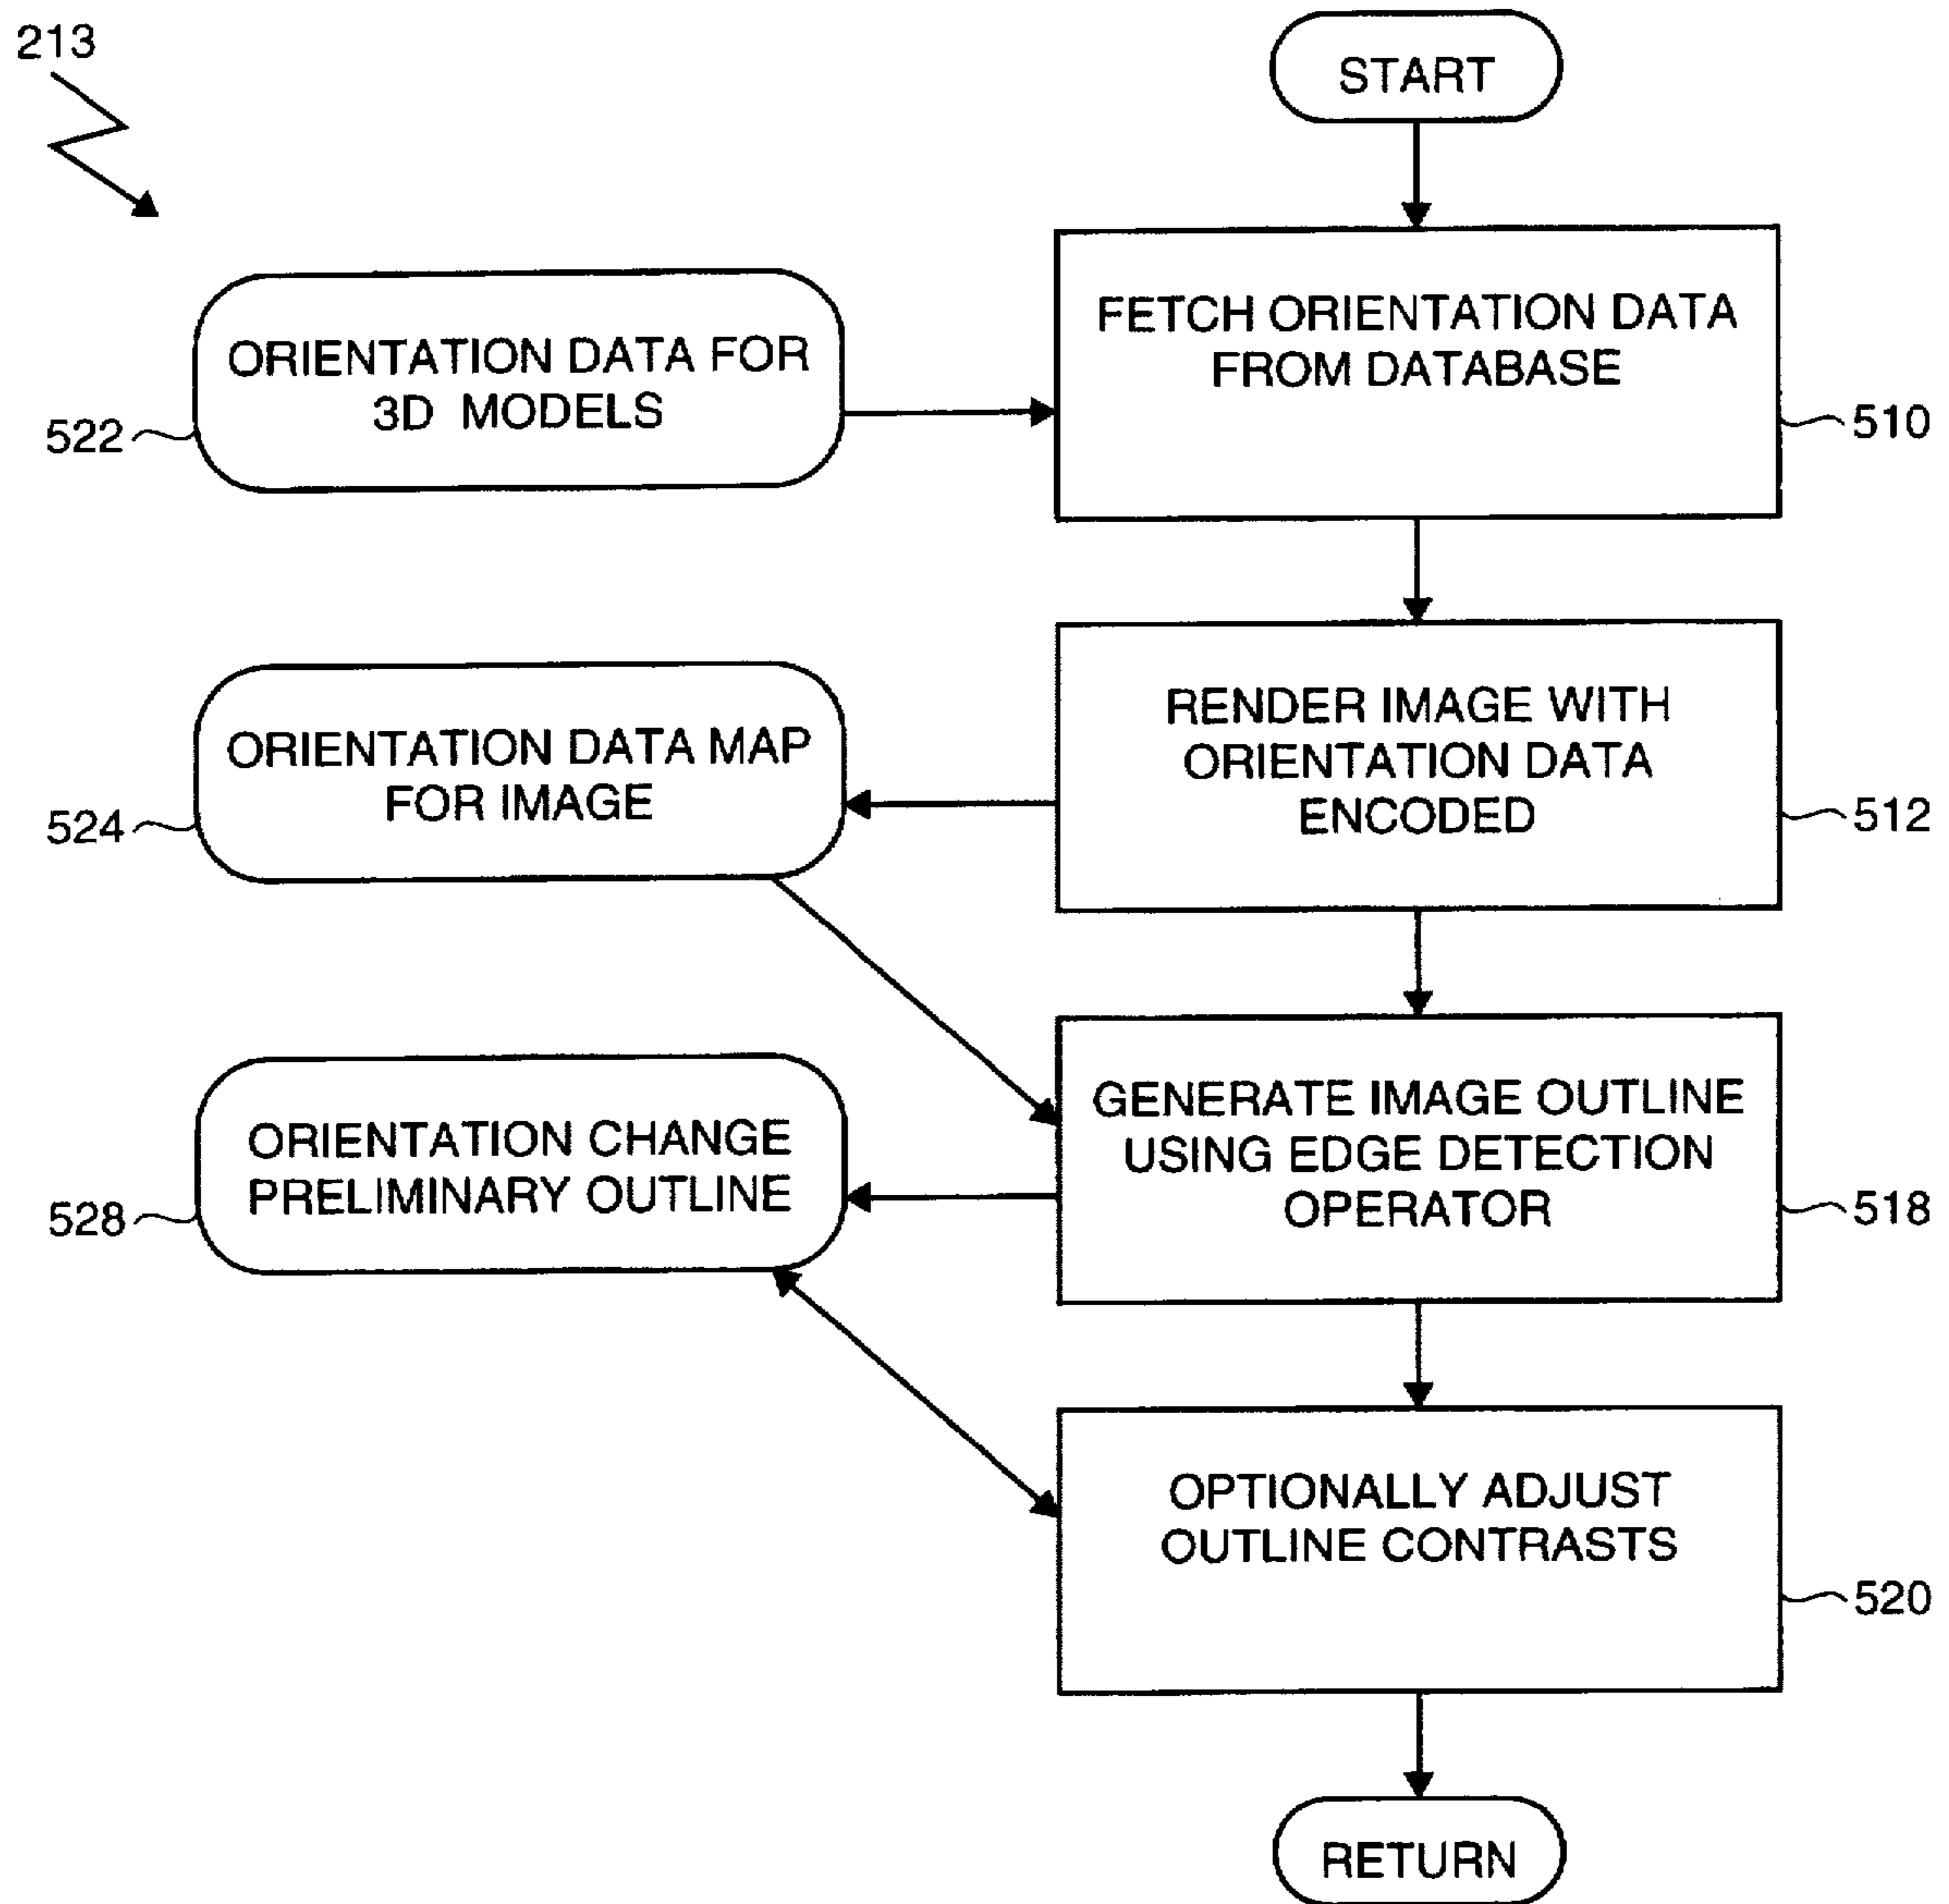 213
START
FETCH ORIENTATION DATA
FROM DATABASE
510
ORIENTATION DATA FOR
3D MODELS
522
RENDER IMAGE WITH
ORIENTATION DATA
ENCODED
512
ORIENTATION DATA MAP
FOR IMAGE
524
GENERATE IMAGE OUTLINE
USING EDGE DETECTION
OPERATOR
518
ORIENTATION CHANGE
PRELIMINARY OUTLINE
528
OPTIONALLY ADJUST
OUTLINE CONTRASTS
520
RETURN